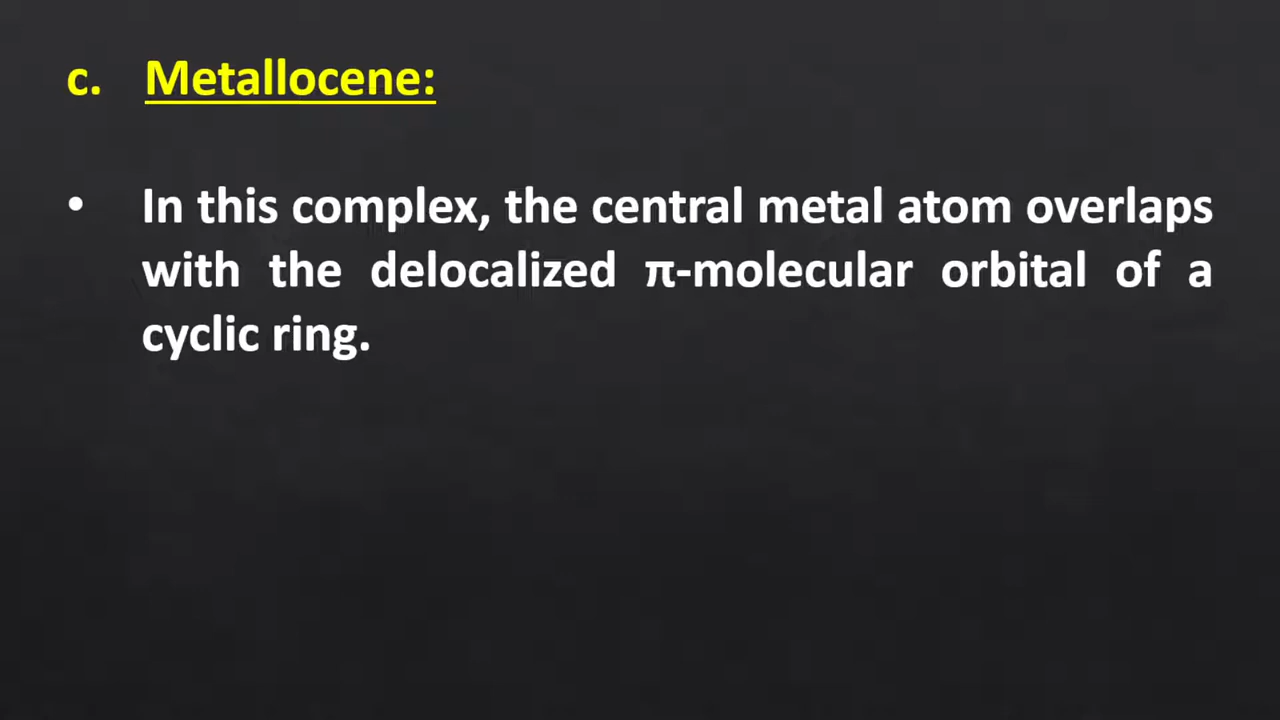 c. Metallocene:
• In this complex, the central metal atom overlaps
with the delocalized π-molecular orbital of a
cyclic ring.